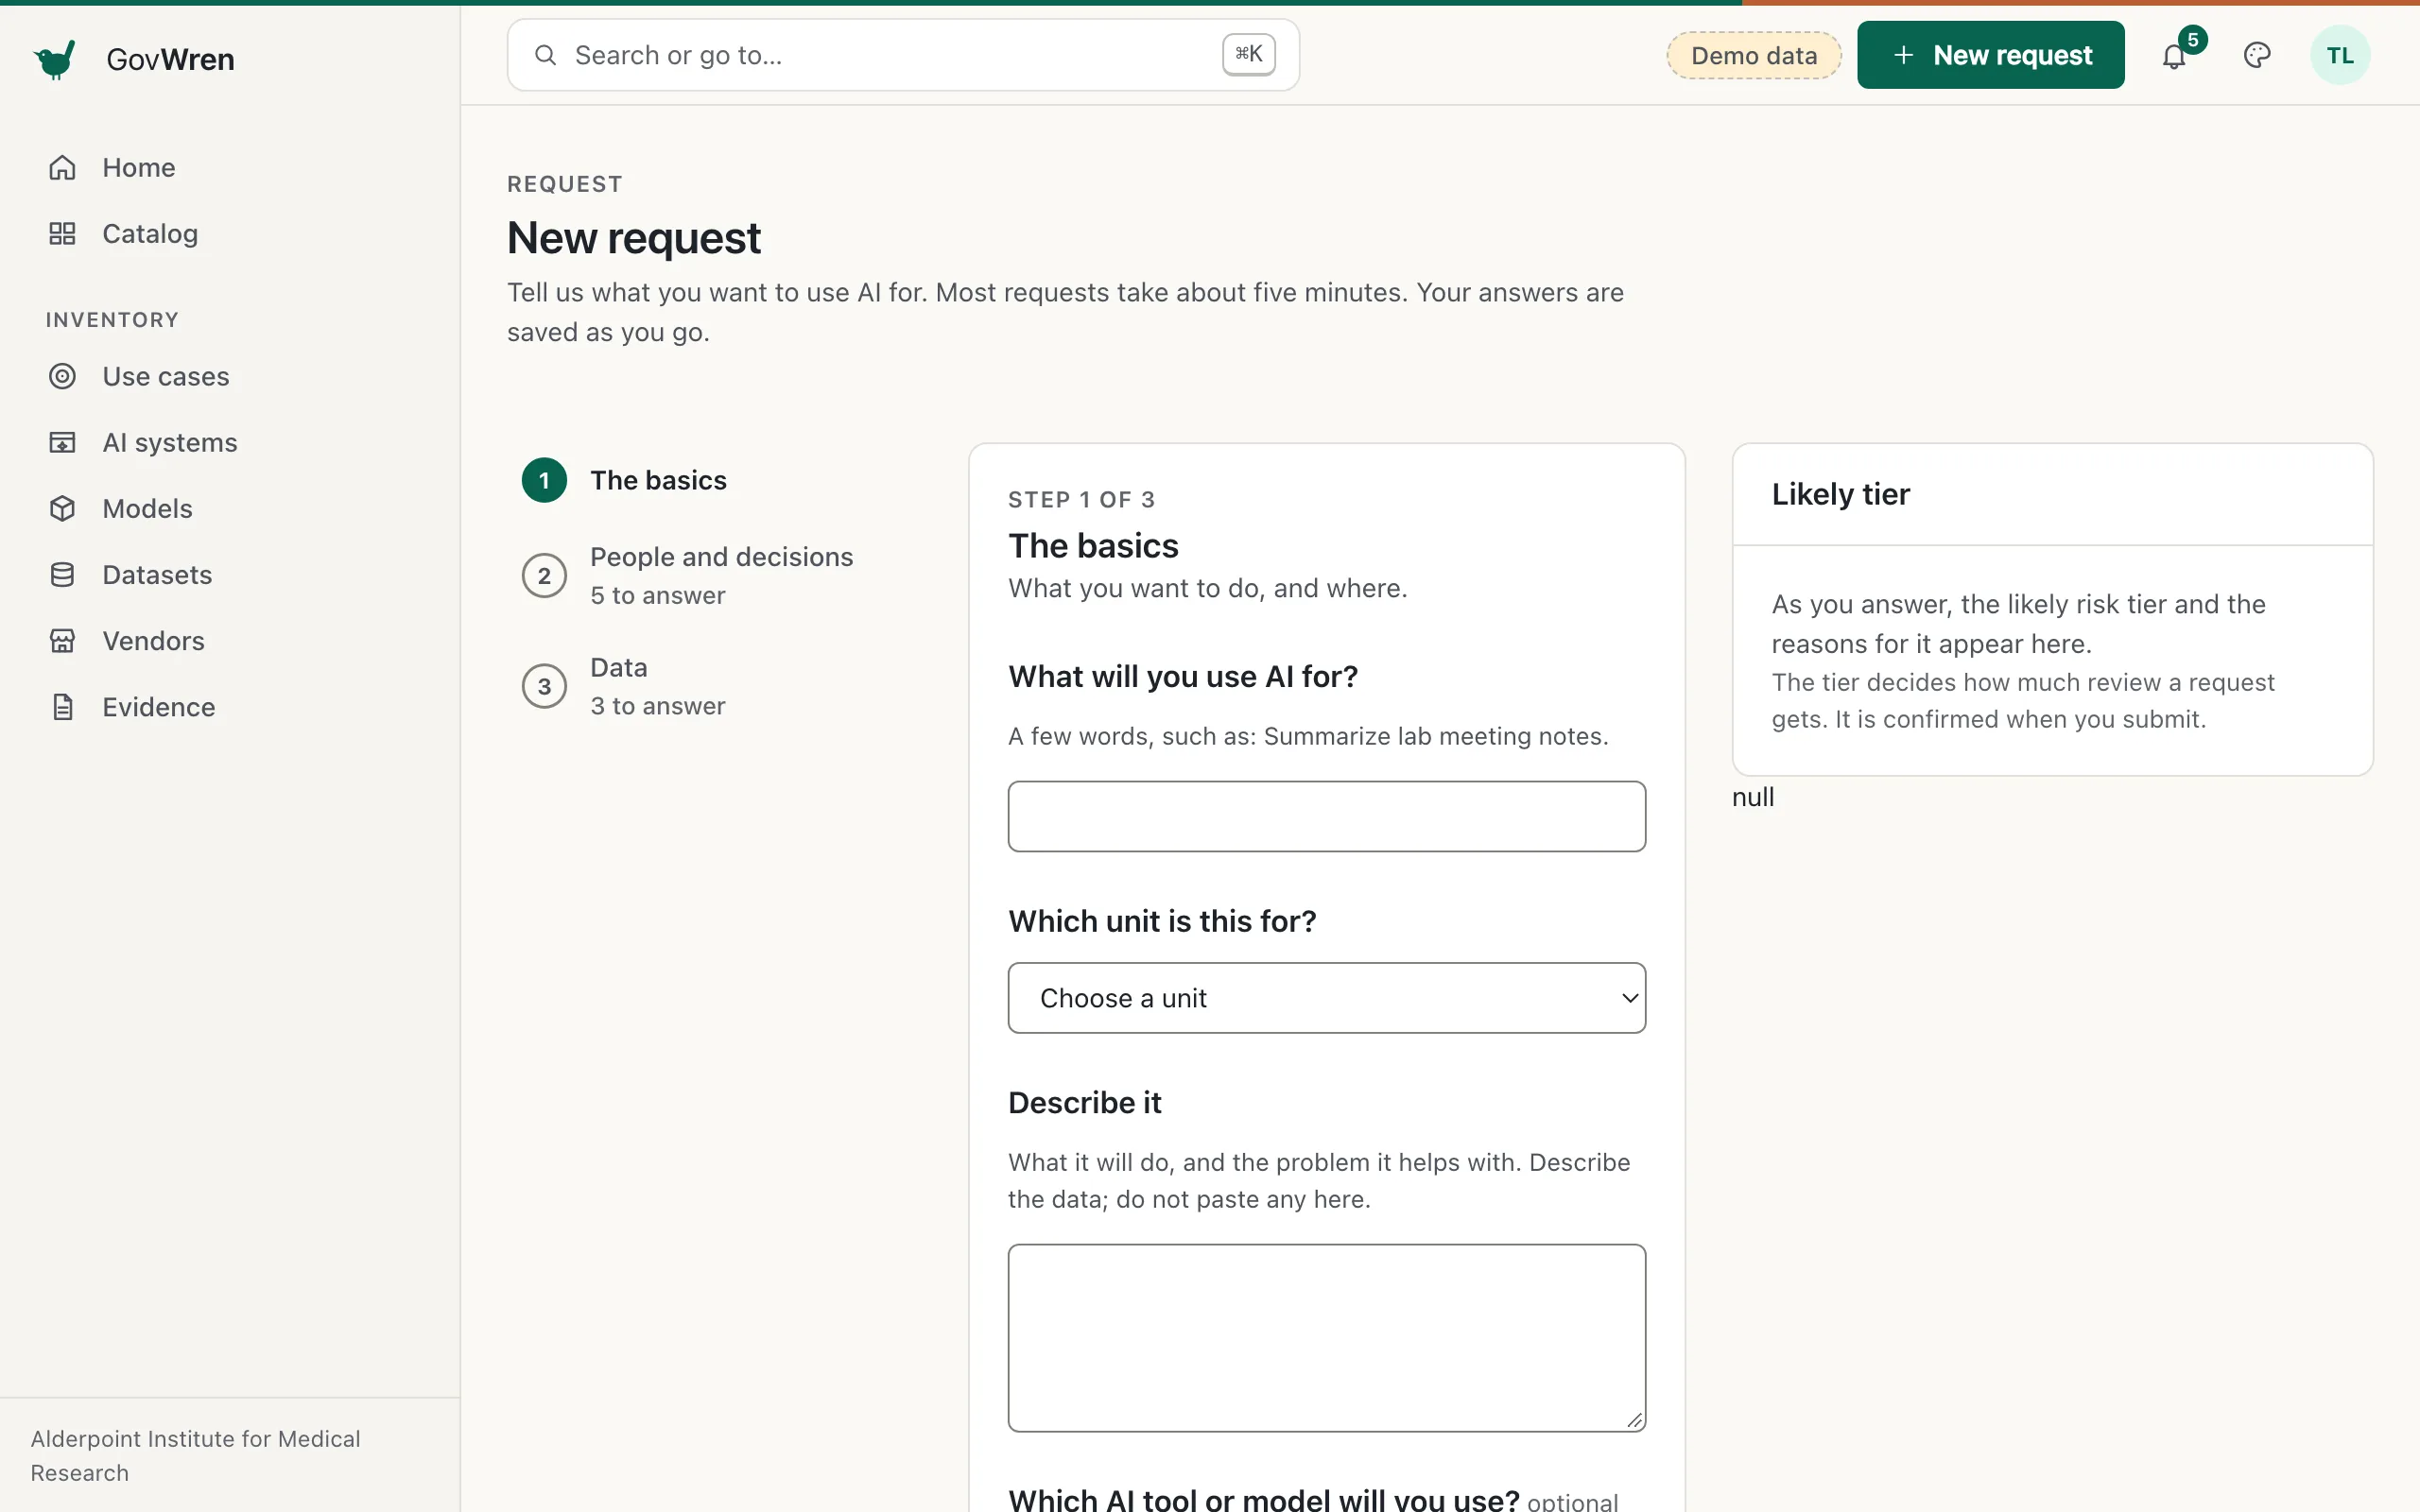 GovWren
Search or go to...
⌘K
Demo data
New request
5
TL
Home
Catalog
INVENTORY
Use cases
AI systems
Models
Datasets
Vendors
Evidence
Alderpoint Institute for Medical
Research
REQUEST
New request
Tell us what you want to use AI for. Most requests take about five minutes. Your answers are
saved as you go.
1
The basics
2
People and decisions
5 to answer
3
Data
3 to answer
STEP 1 OF 3
The basics
What you want to do, and where.
What will you use AI for?
A few words, such as: Summarize lab meeting notes.
Which unit is this for?
Choose a unit
Describe it
What it will do, and the problem it helps with. Describe
the data; do not paste any here.
Which AI tool or model will you use? optional
Likely tier
As you answer, the likely risk tier and the
reasons for it appear here.
The tier decides how much review a request
gets. It is confirmed when you submit.
null